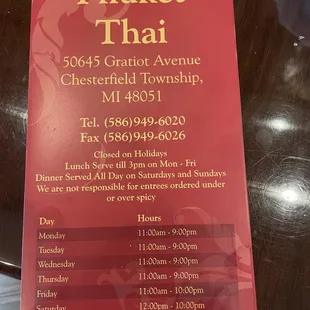 Phuket
Thai
50645 Gratiot Avenue
Chesterfield Township,
MI 48051
Tel. (586)949-6020
Fax (586)949-6026
Closed on Holidays
Lunch Serve till 3pm on Mon - Fri
Dinner Served All Day on Saturdays and Sundays
We are not responsible for entrees ordered under
or over spicy
Day Hours
Monday 11:00am - 9:00pm
Tuesday 11:00am - 9:00pm
Wednesday 11:00am - 9:00pm
Thursday 11:00am - 9:00pm
Friday 11:00am - 10:00pm
Saturday 12:00pm - 10:00pm